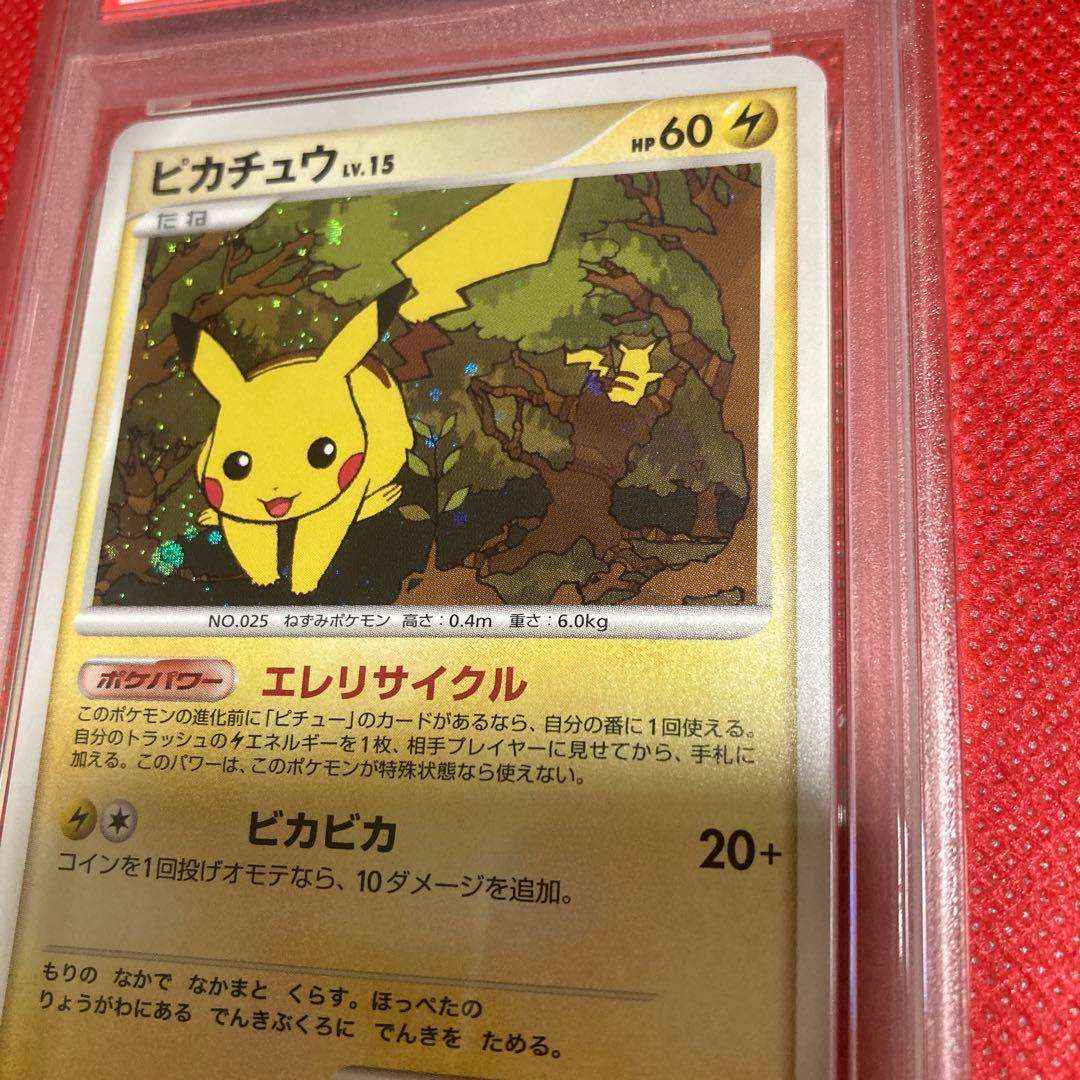 ピカチュウ LV.15 HP 60
たね
NO.025 ねずみポケモン 高さ:0.4m 重さ:6.0kg
ポケパワー エレリサイクル
このポケモンの進化前に「ピチュー」のカードがあるなら、自分の番に1回使える。
自分のトラッシュのエネルギーを1枚、相手プレイヤーに見せてから、手札に
加える。このパワーは、このポケモンが特殊状態なら使えない。
ビカビカ 20+
コインを1回投げオモテなら、10ダメージを追加。
もりの なかで なかまと くらす。ほっぺたの
りょうがわにある でんきぶくろに でんきを ためる。